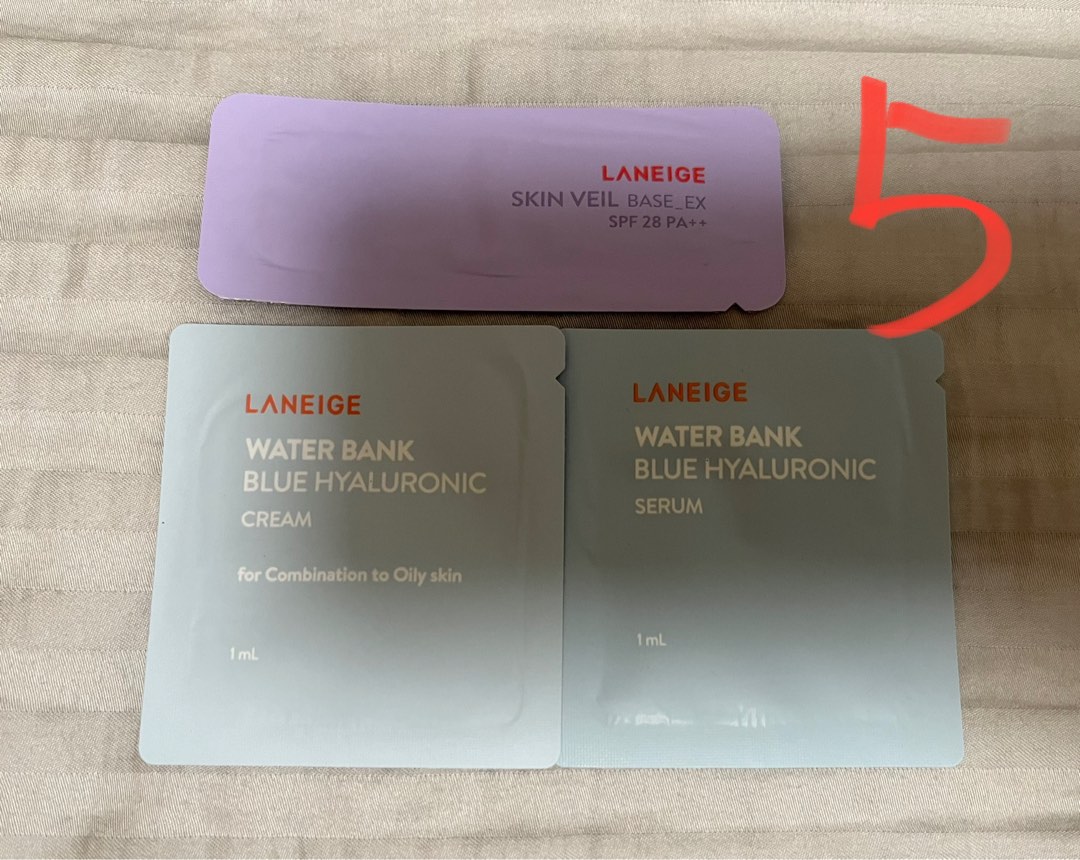 LANEIGE
SKIN VEIL BASE_EX
SPF 28 PA++
5
LANEIGE
WATER BANK
BLUE HYALURONIC
CREAM
for Combination to Oily skin
1 mL
LANEIGE
WATER BANK
BLUE HYALURONIC
SERUM
1 mL